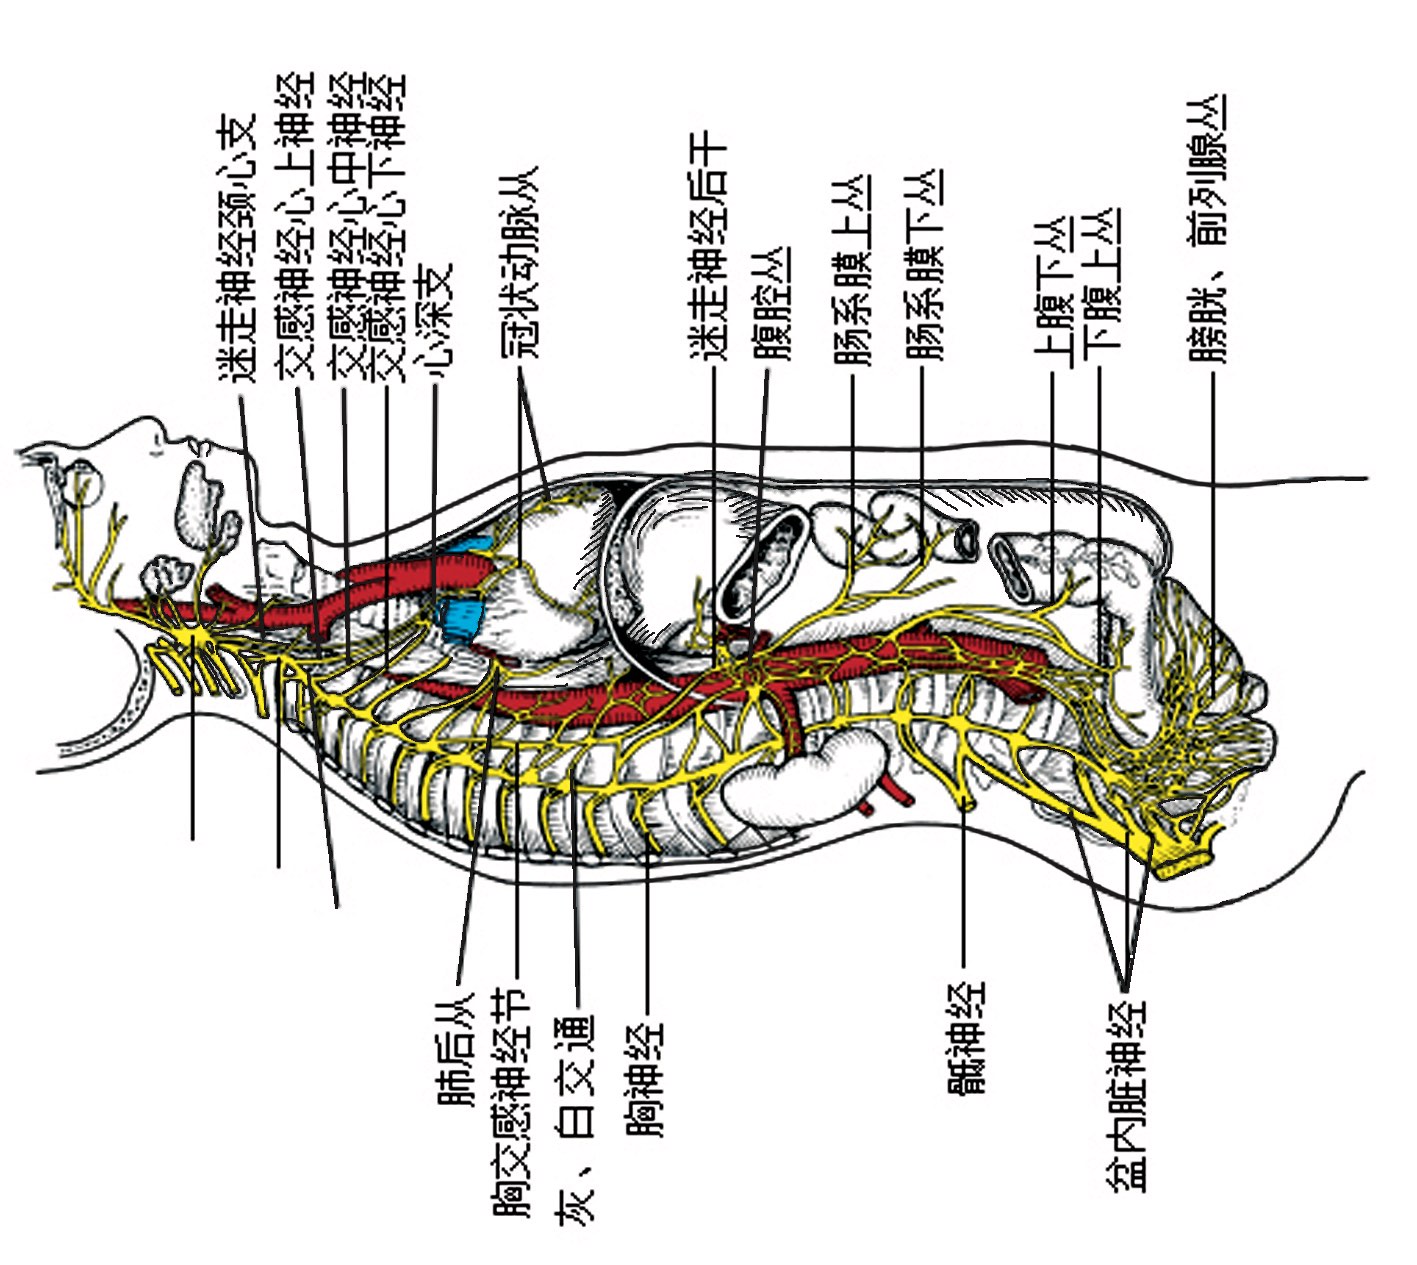 迷走神经颈心支
交感神经心上神经
交感神经心中神经
交感神经心下神经
心深支
冠状动脉从
迷走神经后干
腹腔丛
肠系膜上丛
肠系膜下丛
上腹下丛
下腹上丛
膀胱、前列腺丛
肺后从
胸交感神经节
灰、白交通
胸神经
骶神经
盆内脏神经